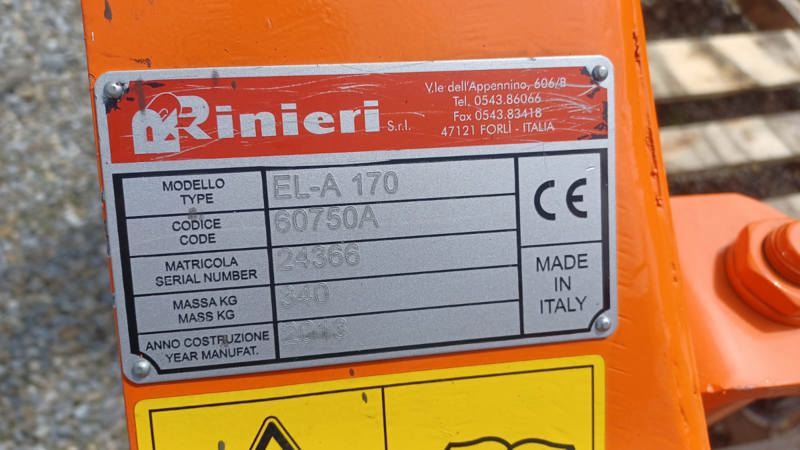 Rinieri S.r.l.
V.le dell'Appennino, 606/B
Tel. 0543.86066
Fax 0543.83418
47121 FORLÌ - ITALIA
MODELLO
TYPE
EL-A 170
CODICE
CODE
60750A
MATRICOLA
SERIAL NUMBER
24366
MASSA KG
MASS KG
340
ANNO COSTRUZIONE
YEAR MANUFAT.
2013
CE
MADE
IN
ITALY